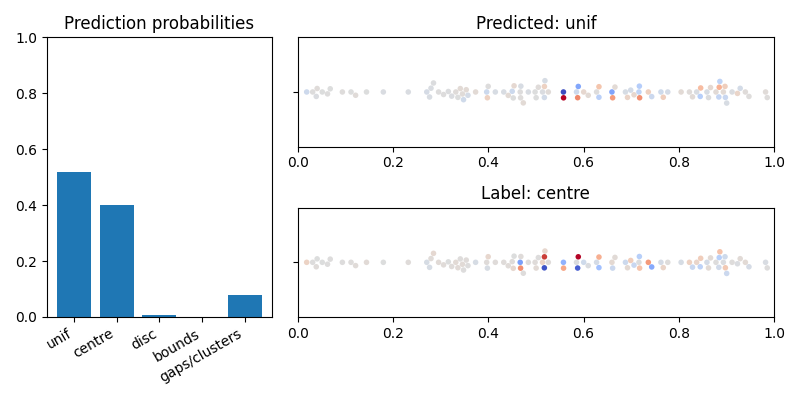 Prediction probabilities
1.0
0.8
0.6
0.4
0.2
0.0
unif
centre
disc
bounds
gaps/clusters
Predicted: unif
0.0 0.2 0.4 0.6 0.8 1.0
Label: centre
0.0 0.2 0.4 0.6 0.8 1.0